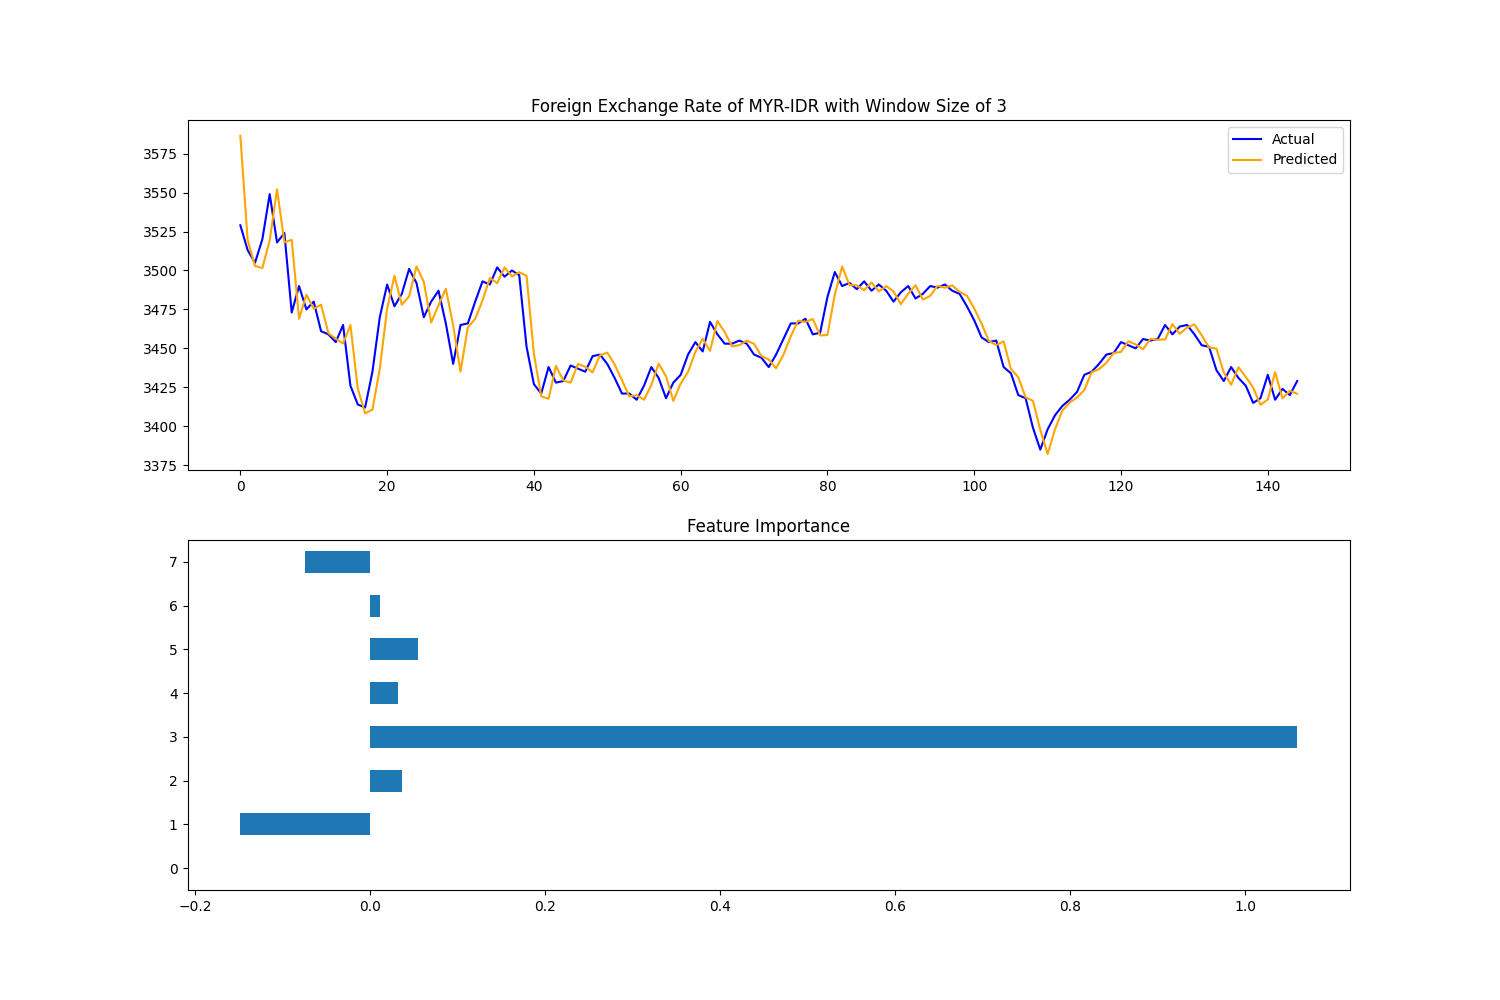 Foreign Exchange Rate of MYR-IDR with Window Size of 3
Actual
Predicted
3575
3550
3525
3500
3475
3450
3425
3400
3375
0 20 40 60 80 100 120 140
Feature Importance
7
6
5
4
3
2
1
0
−0.2 0.0 0.2 0.4 0.6 0.8 1.0